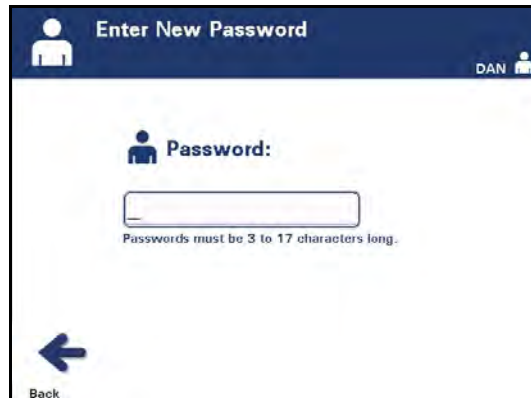 Enter New Password
DAN
Password:
_
Passwords must be 3 to 17 characters long.
Back